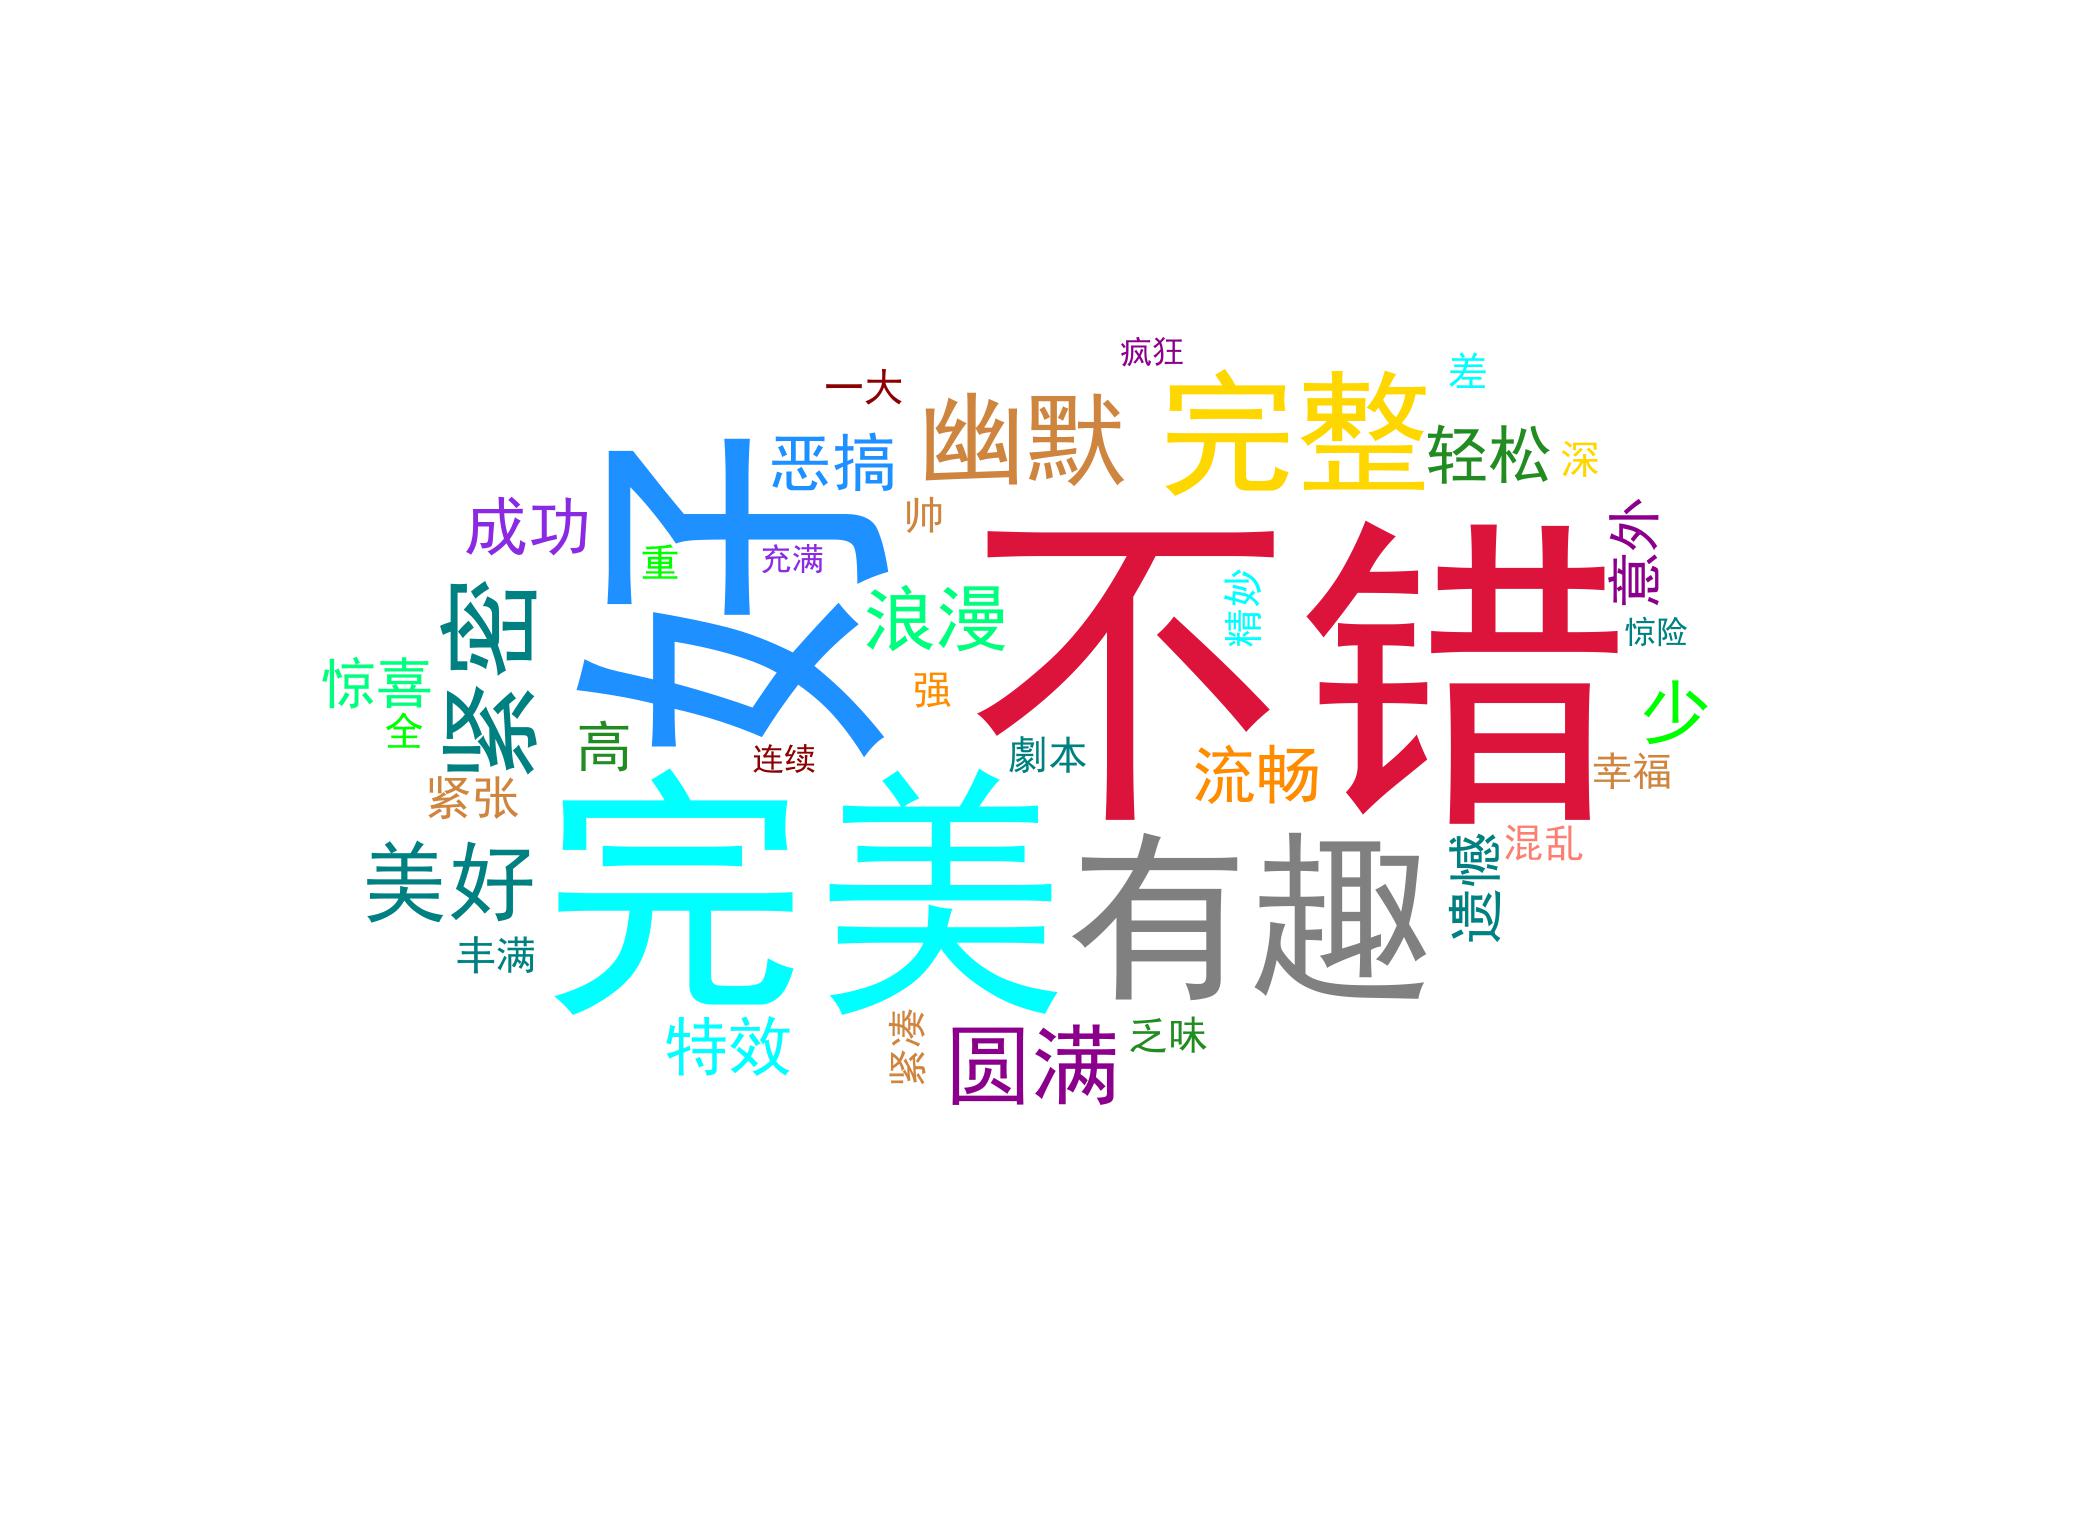 疯狂
差
一大
幽默
完整
恶搞
轻松
深
成功
帅
好
不错
意外
重
充满
精妙
紧密
浪漫
惊险
惊喜
强
少
全
高
连续
劇本
流畅
幸福
紧张
完美
有趣
混乱
遗憾
美好
丰满
特效
紧凑
圆满
乏味